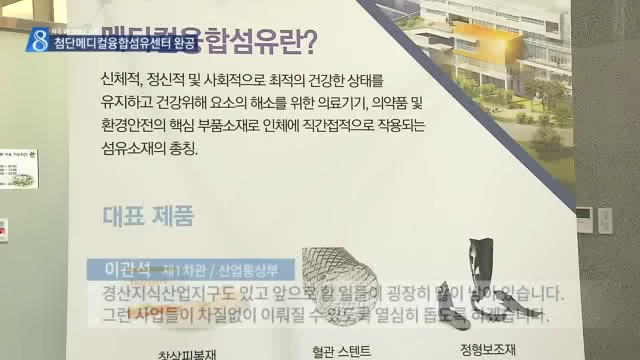 8 첨단메디컬융합섬유센터 완공
메디컬융합섬유란?
신체적, 정신적 및 사회적으로 최적의 건강한 상태를
유지하고 건강위해 요소의 해소를 위한 의료기기, 의약품 및
환경안전의 핵심 부품소재로 인체에 직간접적으로 작용되는
섬유소재의 총칭.
대표 제품
이관석 제1차관 / 산업통상부
경산지식산업지구도 있고 앞으로 할 일들이 굉장히 많이 남아 있습니다.
그런 사업들이 차질없이 이뤄질 수 있도록 열심히 돕도록 하겠습니다.
창상피복재
혈관 스텐트
정형보조재